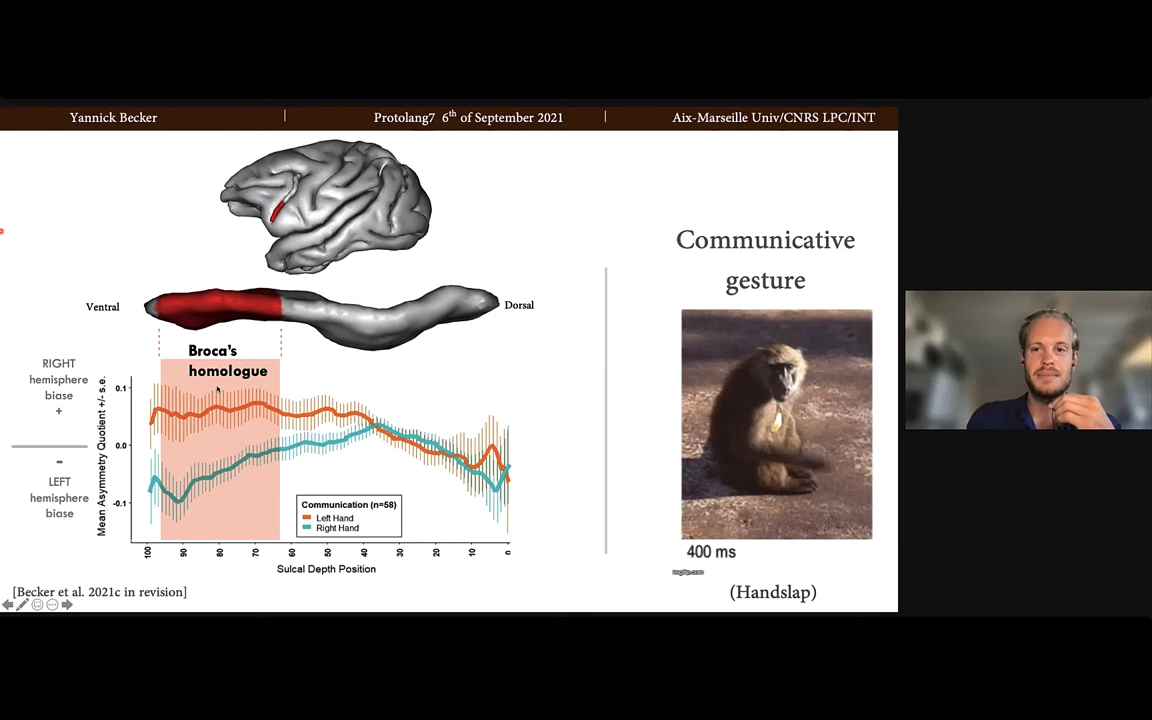 Yannick Becker
Protolang7 6th of September 2021
Aix-Marseille Univ/CNRS LPC/INT
Ventral
Dorsal
Broca's
homologue
RIGHT
hemisphere
biase
+
-
LEFT
hemisphere
biase
Mean Asymmetry Quotient +/- s.e.
0.1
0.0
-0.1
Communication (n=58)
Left Hand
Right Hand
100 90 80 70 60 50 40 30 20 10
Sulcal Depth Position
[Becker et al. 2021c in revision]
Communicative
gesture
400 ms
imgflip.com
(Handslap)